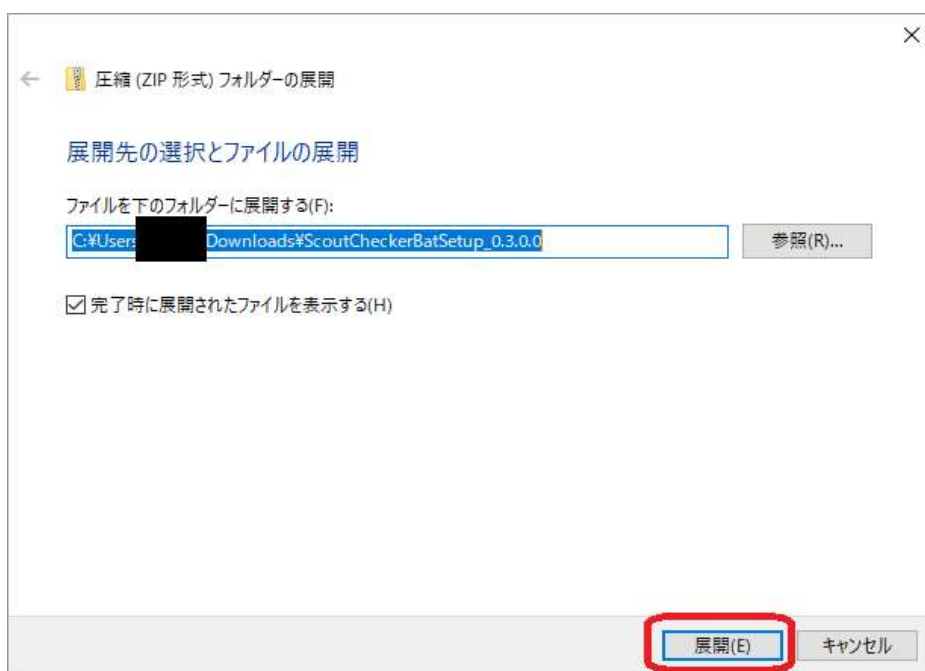 圧縮 (ZIP 形式) フォルダーの展開
展開先の選択とファイルの展開
ファイルを下のフォルダーに展開する(F):
C:¥Users Downloads¥ScoutCheckerBatSetup_0.3.0.0
参照(R)...
完了時に展開されたファイルを表示する(H)
展開(E)
キャンセル